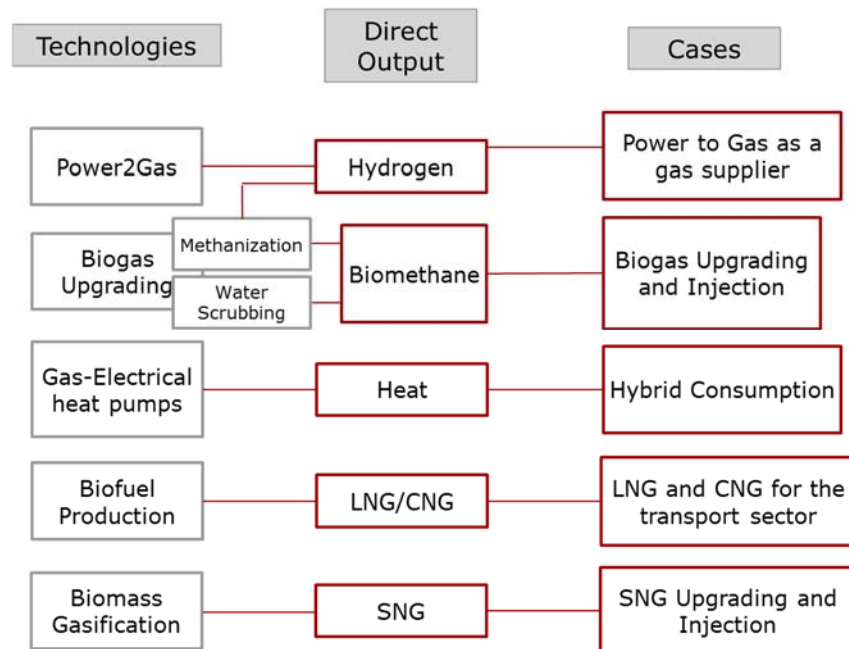 Technologies
Direct
Output
Cases
Power2Gas
Hydrogen
Power to Gas as a
gas supplier
Biogas
Upgrading
Methanization
Water
Scrubbing
Biomethane
Biogas Upgrading
and Injection
Gas-Electrical
heat pumps
Heat
Hybrid Consumption
Biofuel
Production
LNG/CNG
LNG and CNG for the
transport sector
Biomass
Gasification
SNG
SNG Upgrading and
Injection